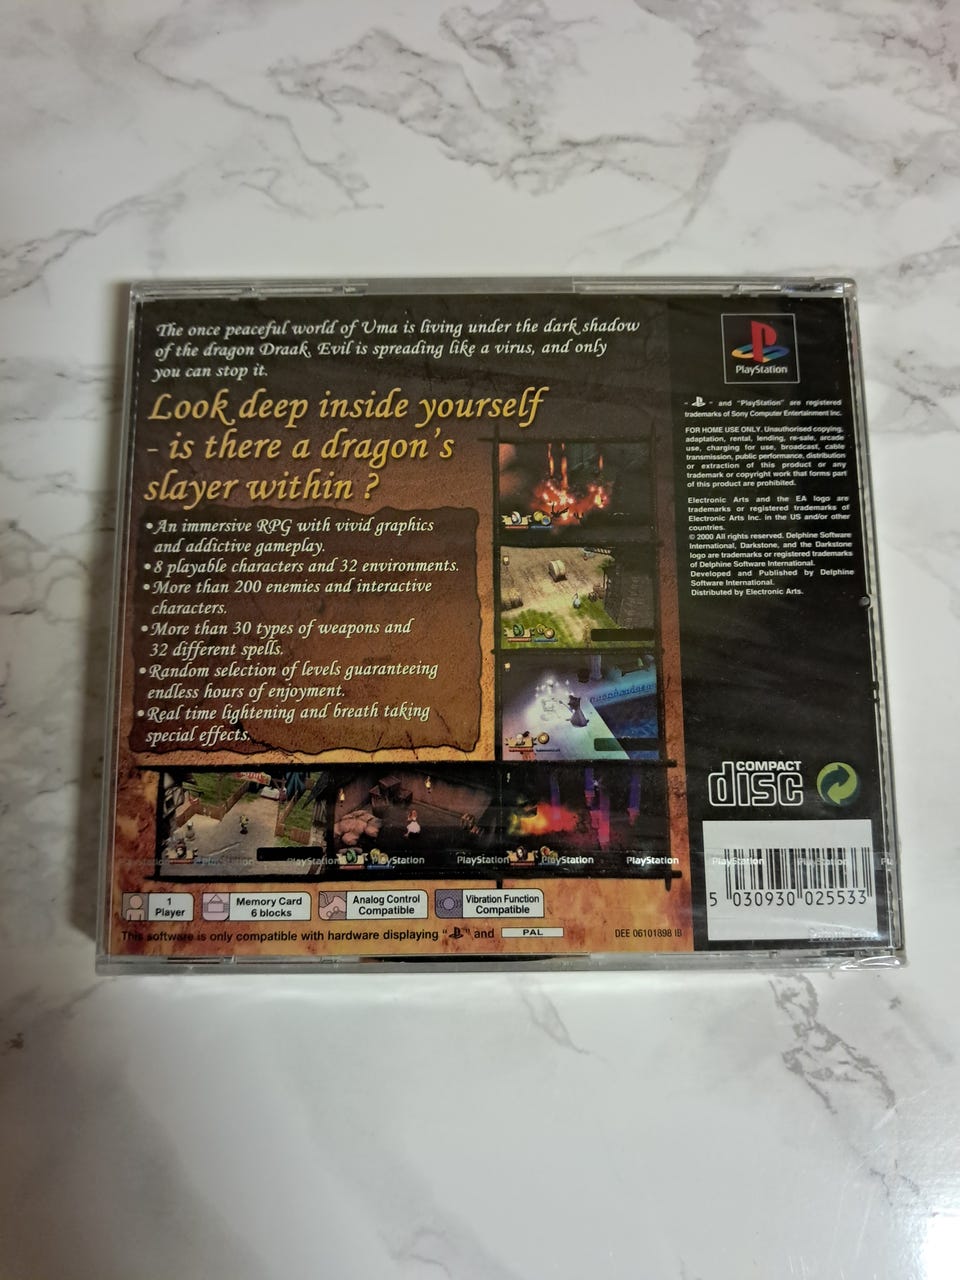 The once peaceful world of Uma is living under the dark shadow
of the dragon Draak. Evil is spreading like a virus, and only
you can stop it.
Look deep inside yourself
- is there a dragon's
slayer within ?
•An immersive RPG with vivid graphics
and addictive gameplay.
•8 playable characters and 32 environments.
•More than 200 enemies and interactive
characters.
•More than 30 types of weapons and
32 different spells.
•Random selection of levels guaranteeing
endless hours of enjoyment.
•Real time lightening and breath taking
special effects.
PlayStation
" and "PlayStation" are registered
trademarks of Sony Computer Entertainment Inc.
FOR HOME USE ONLY. Unauthorised copying,
adaptation, rental, lending, re-sale, arcade
use, charging for use, broadcast, cable
transmission, public performance, distribution
or extraction of this product or any
trademark or copyright work that forms part
of this product are prohibited.
Electronic Arts and the EA logo are
trademarks or registered trademarks of
Electronic Arts Inc. in the US and/or other
countries.
© 2000 All rights reserved. Delphine Software
International, Darkstone, and the Darkstone
logo are trademarks or registered trademarks
of Delphine Software International.
Developed and Published by Delphine
Software International.
Distributed by Electronic Arts.
COMPACT
disc
PlayStation PlayStation PlayStation PlayStation PlayStation PlayStation PlayStation PlayStation PlayStation
5 030930 025533
1
Player
Memory Card
6 blocks
Analog Control
Compatible
Vibration Function
Compatible
This software is only compatible with hardware displaying " " and PAL
DEE 06101898 IB